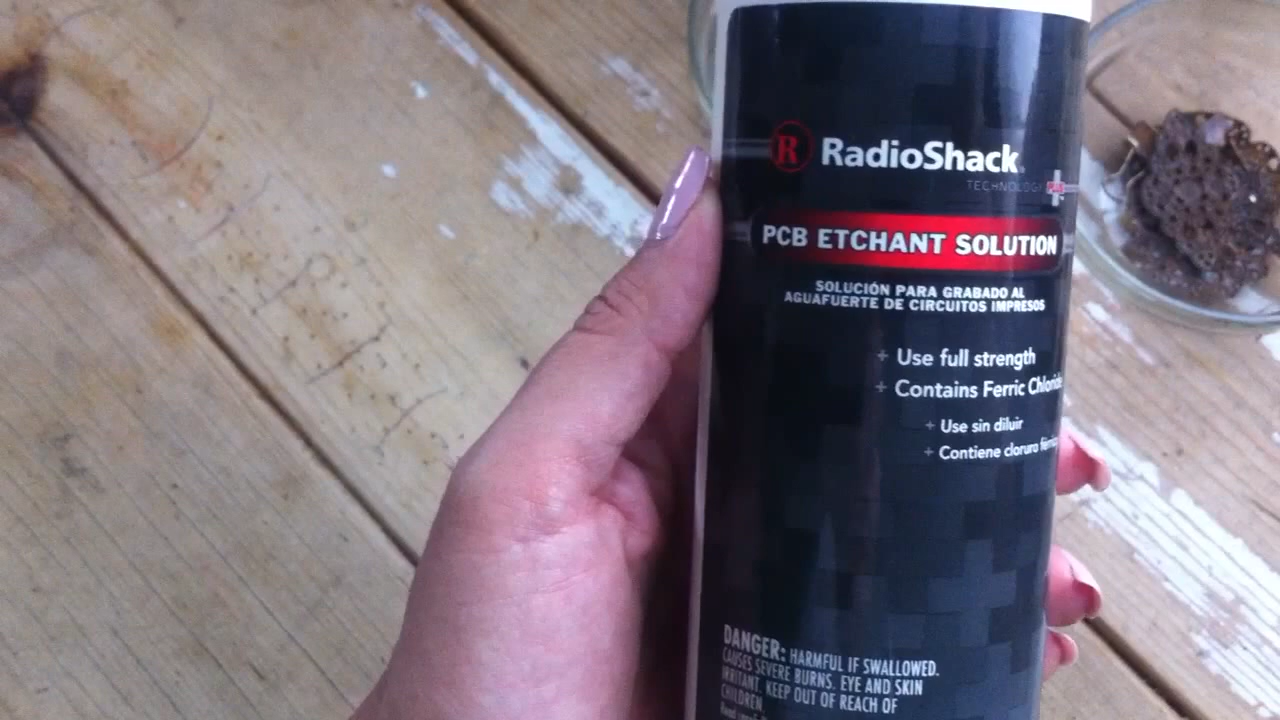 R RadioShack
TECHNOLOGY PLUS
PCB ETCHANT SOLUTION
SOLUCIÓN PARA GRABADO AL
AGUAFUERTE DE CIRCUITOS IMPRESOS
+ Use full strength
+ Contains Ferric Chloride
+ Use sin diluir
+ Contiene cloruro
DANGER: HARMFUL IF SWALLOWED.
CAUSES SEVERE BURNS. EYE AND SKIN
IRRITANT. KEEP OUT OF REACH OF
CHILDREN.